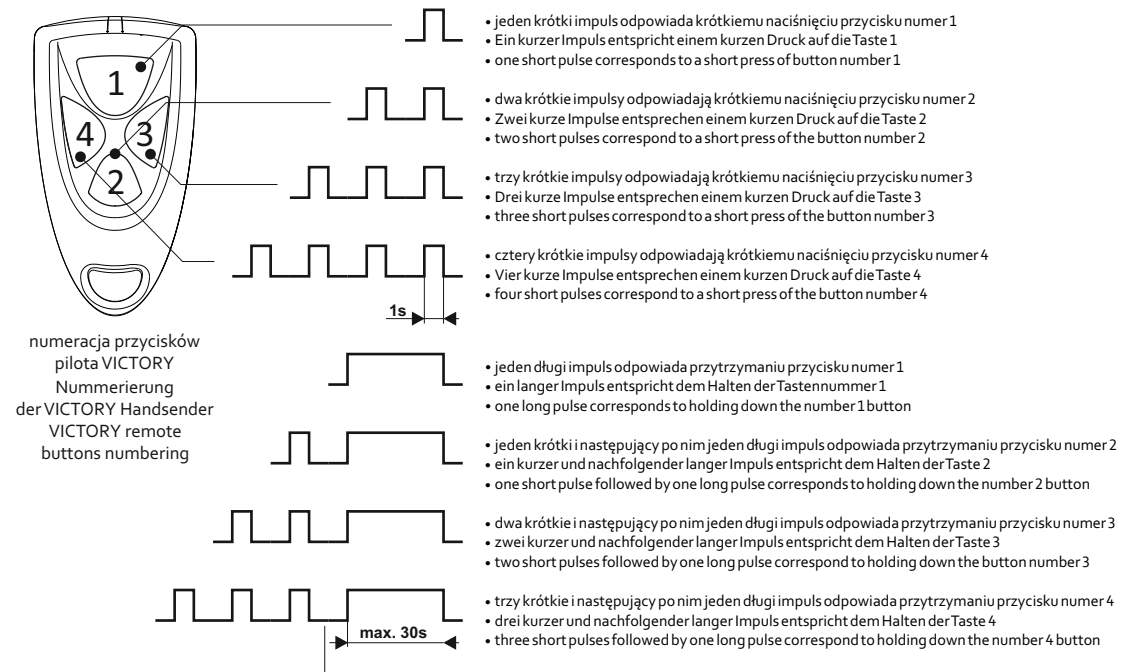 1
4
3
2
• jeden krótki impuls odpowiada krótkiemu naciśnięciu przycisku numer 1
• Ein kurzer Impuls entspricht einem kurzen Druck auf die Taste 1
• one short pulse corresponds to a short press of button number 1
• dwa krótkie impulsy odpowiadają krótkiemu naciśnięciu przycisku numer 2
• Zwei kurze Impulse entsprechen einem kurzen Druck auf die Taste 2
• two short pulses correspond to a short press of the button number 2
• trzy krótkie impulsy odpowiadają krótkiemu naciśnięciu przycisku numer 3
• Drei kurze Impulse entsprechen einem kurzen Druck auf die Taste 3
• three short pulses correspond to a short press of the button number 3
• cztery krótkie impulsy odpowiadają krótkiemu naciśnięciu przycisku numer 4
• Vier kurze Impulse entsprechen einem kurzen Druck auf die Taste 4
• four short pulses correspond to a short press of the button number 4
1s
numeracja przycisków
pilota VICTORY
Nummerierung
der VICTORY Handsender
VICTORY remote
buttons numbering
• jeden długi impuls odpowiada przytrzymaniu przycisku numer 1
• ein langer Impuls entspricht dem Halten der Tastennummer 1
• one long pulse corresponds to holding down the number 1 button
• jeden krótki i następujący po nim jeden długi impuls odpowiada przytrzymaniu przycisku numer 2
• ein kurzer und nachfolgender langer Impuls entspricht dem Halten der Taste 2
• one short pulse followed by one long pulse corresponds to holding down the number 2 button
• dwa krótkie i następujący po nim jeden długi impuls odpowiada przytrzymaniu przycisku numer 3
• zwei kurzer und nachfolgender langer Impuls entspricht dem Halten der Taste 3
• two short pulses followed by one long pulse correspond to holding down the button number 3
• trzy krótkie i następujący po nim jeden długi impuls odpowiada przytrzymaniu przycisku numer 4
• drei kurzer und nachfolgender langer Impuls entspricht dem Halten der Taste 4
• three short pulses followed by one long pulse correspond to holding down the number 4 button
max. 30s